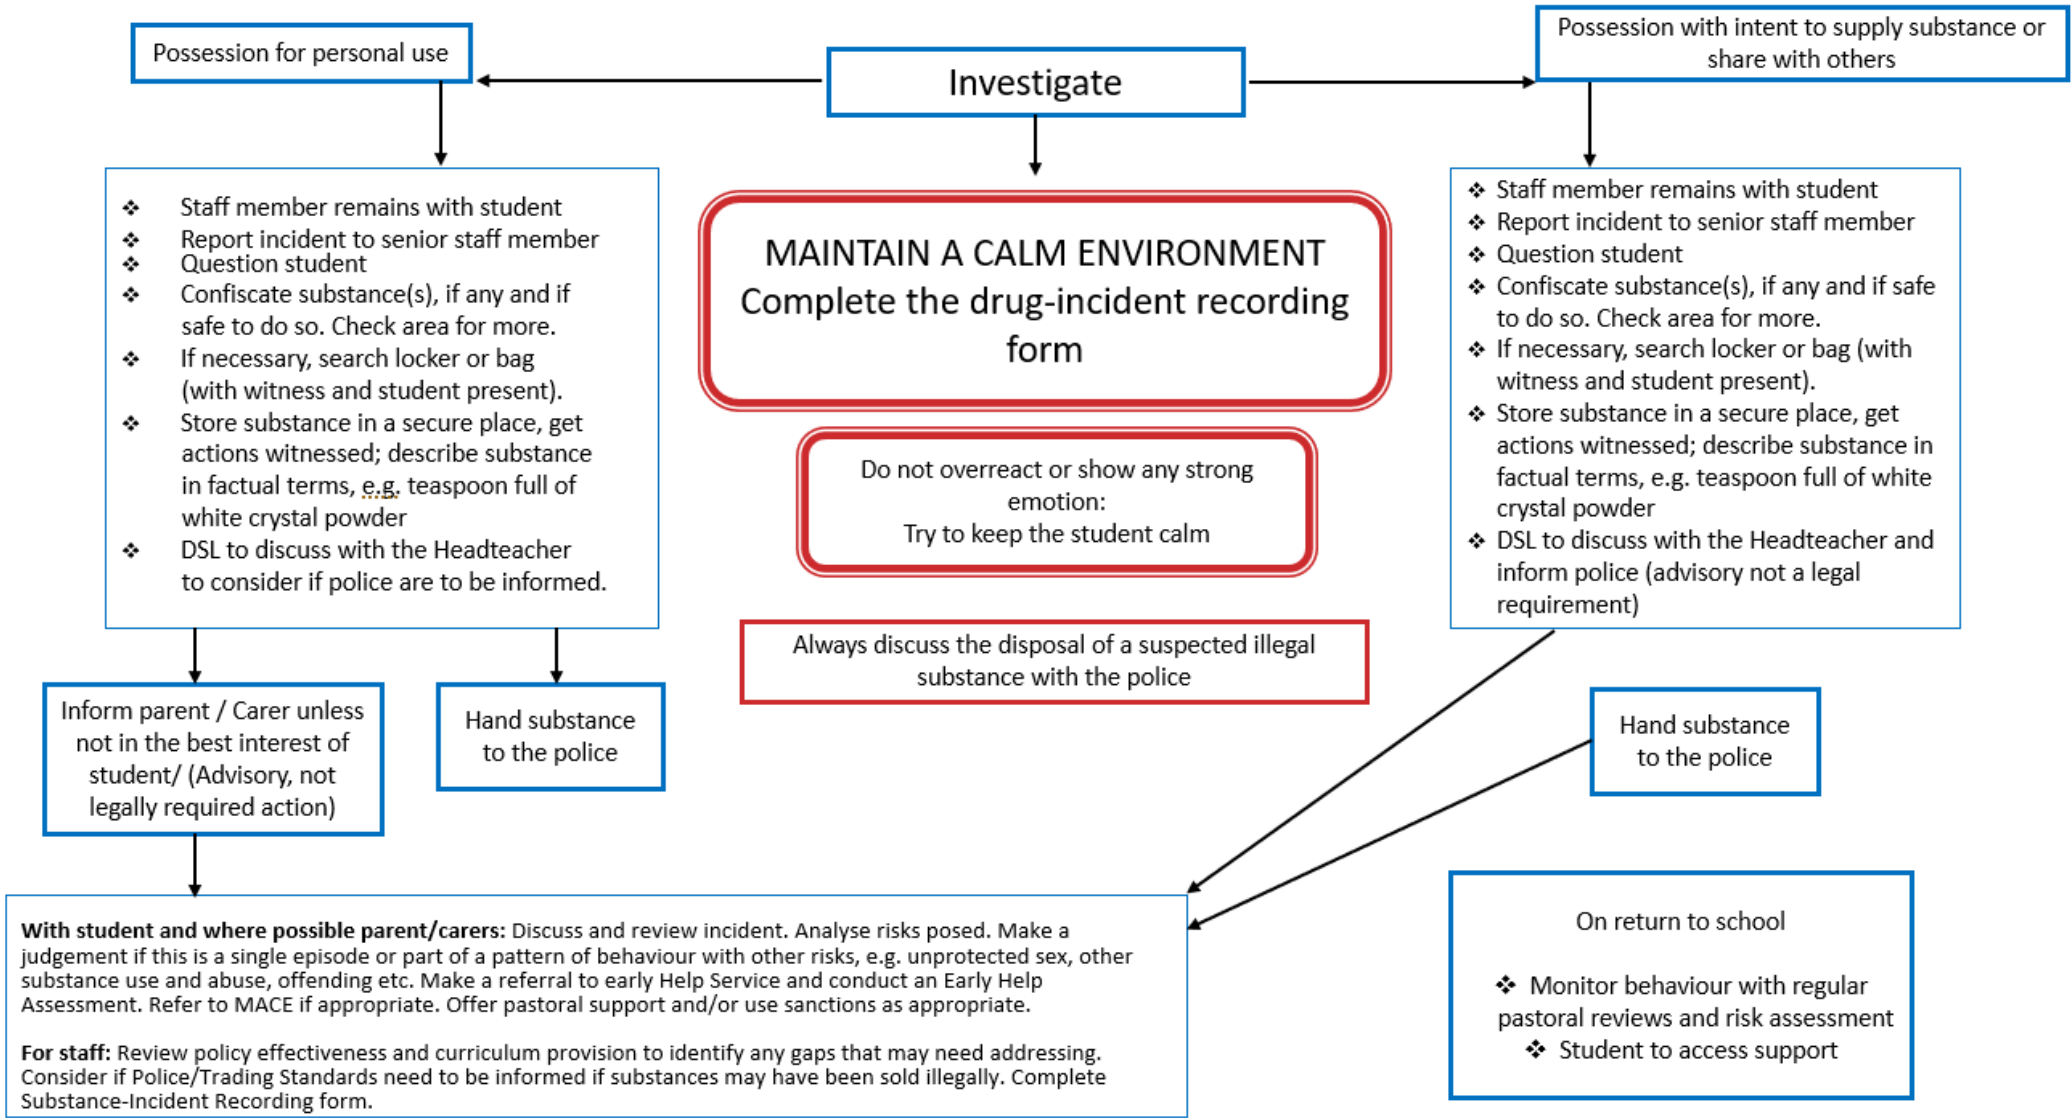 Possession for personal use
Investigate
Possession with intent to supply substance or
share with others
❖ Staff member remains with student
❖ Report incident to senior staff member
❖ Question student
❖ Confiscate substance(s), if any and if
safe to do so. Check area for more.
❖ If necessary, search locker or bag
(with witness and student present).
❖ Store substance in a secure place, get
actions witnessed; describe substance
in factual terms, e.g. teaspoon full of
white crystal powder
❖ DSL to discuss with the Headteacher
to consider if police are to be informed.
MAINTAIN A CALM ENVIRONMENT
Complete the drug-incident recording
form
Do not overreact or show any strong
emotion:
Try to keep the student calm
Always discuss the disposal of a suspected illegal
substance with the police
❖ Staff member remains with student
❖ Report incident to senior staff member
❖ Question student
❖ Confiscate substance(s), if any and if safe
to do so. Check area for more.
❖ If necessary, search locker or bag (with
witness and student present).
❖ Store substance in a secure place, get
actions witnessed; describe substance in
factual terms, e.g. teaspoon full of white
crystal powder
❖ DSL to discuss with the Headteacher and
inform police (advisory not a legal
requirement)
Inform parent / Carer unless
not in the best interest of
student/ (Advisory, not
legally required action)
Hand substance
to the police
Hand substance
to the police
With student and where possible parent/carers: Discuss and review incident. Analyse risks posed. Make a
judgement if this is a single episode or part of a pattern of behaviour with other risks, e.g. unprotected sex, other
substance use and abuse, offending etc. Make a referral to early Help Service and conduct an Early Help
Assessment. Refer to MACE if appropriate. Offer pastoral support and/or use sanctions as appropriate.
For staff: Review policy effectiveness and curriculum provision to identify any gaps that may need addressing.
Consider if Police/Trading Standards need to be informed if substances may have been sold illegally. Complete
Substance-Incident Recording form.
On return to school
❖ Monitor behaviour with regular
pastoral reviews and risk assessment
❖ Student to access support